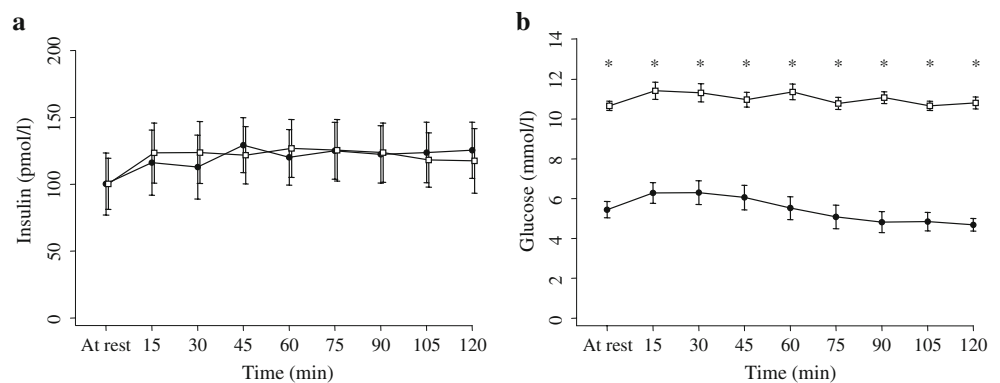 a
200
150
100
50
0
Insulin (pmol/l)
At rest 15 30 45 60 75 90 105 120
Time (min)
b
14
12
10
8
6
4
2
0
Glucose (mmol/l)
* * * * * * * * *
At rest 15 30 45 60 75 90 105 120
Time (min)